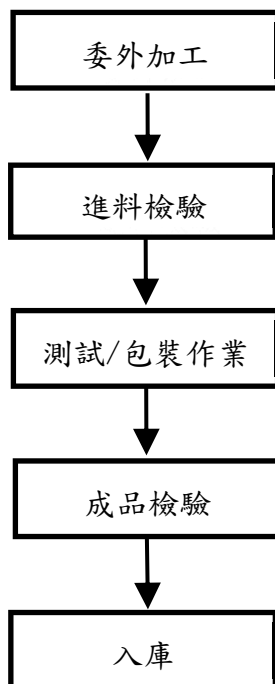 委外加工
進料檢驗
測試/包裝作業
成品檢驗
入庫